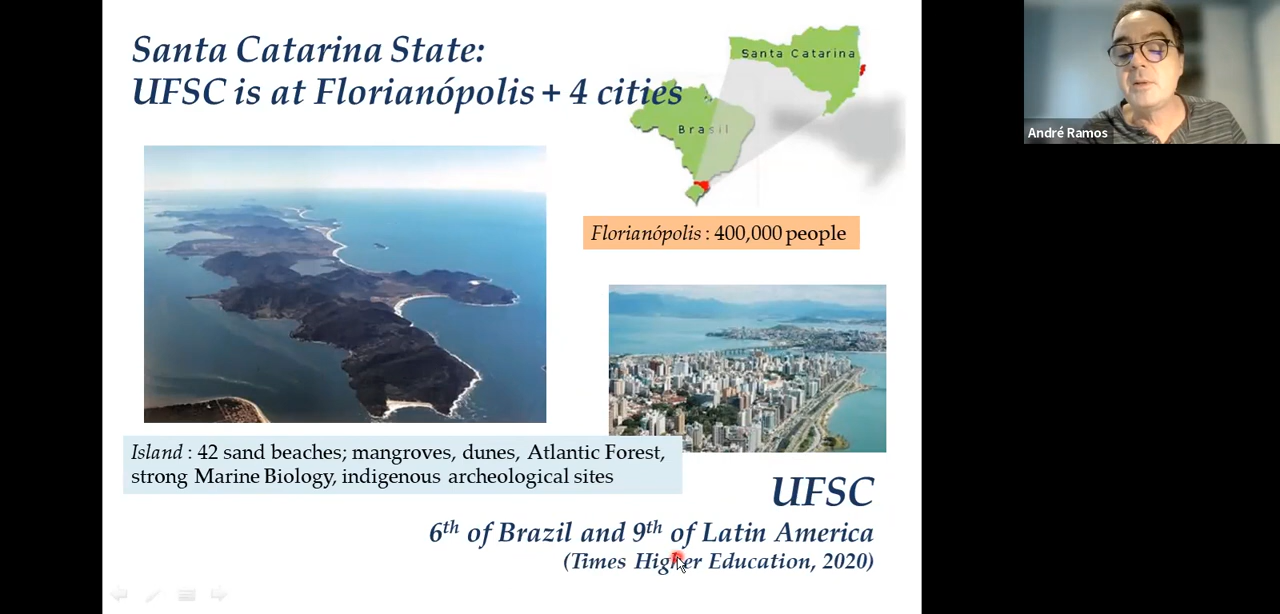 Santa Catarina State:
UFSC is at Florianópolis + 4 cities
Santa Catarina
Brasil
Florianópolis : 400,000 people
Island : 42 sand beaches; mangroves, dunes, Atlantic Forest,
strong Marine Biology, indigenous archeological sites
UFSC
6th of Brazil and 9th of Latin America
(Times Higher Education, 2020)
André Ramos